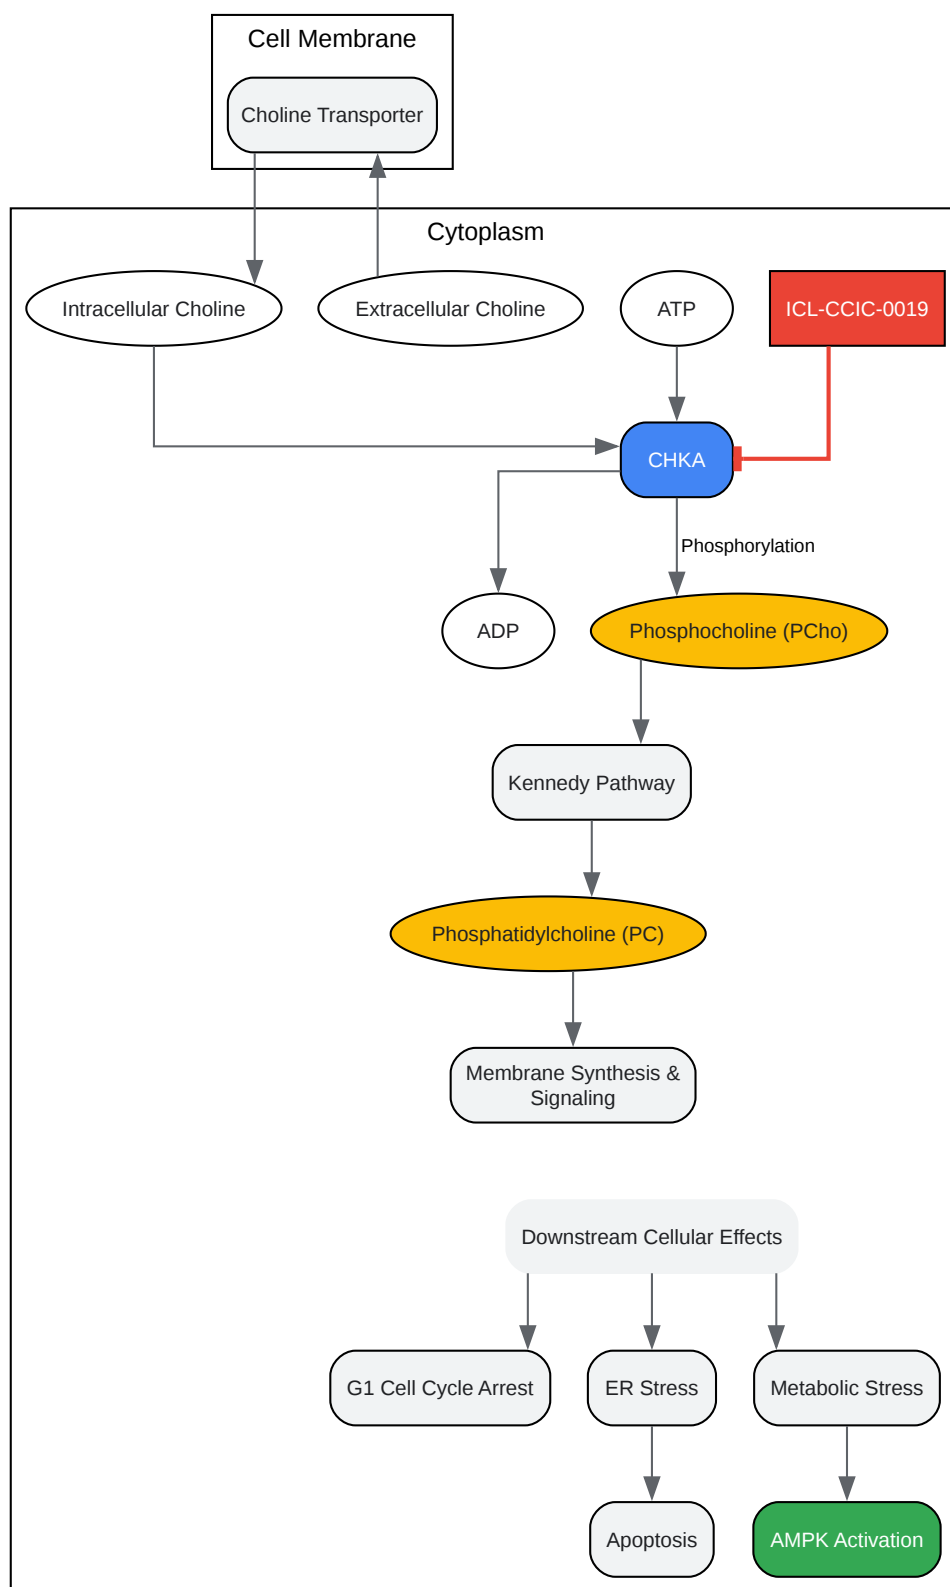 Cell Membrane
Choline Transporter
Cytoplasm
Intracellular Choline
Extracellular Choline
ATP
ICL-CCIC-0019
CHKA
Phosphorylation
ADP
Phosphocholine (PCho)
Kennedy Pathway
Phosphatidylcholine (PC)
Membrane Synthesis &
Signaling
Downstream Cellular Effects
G1 Cell Cycle Arrest
ER Stress
Metabolic Stress
Apoptosis
AMPK Activation